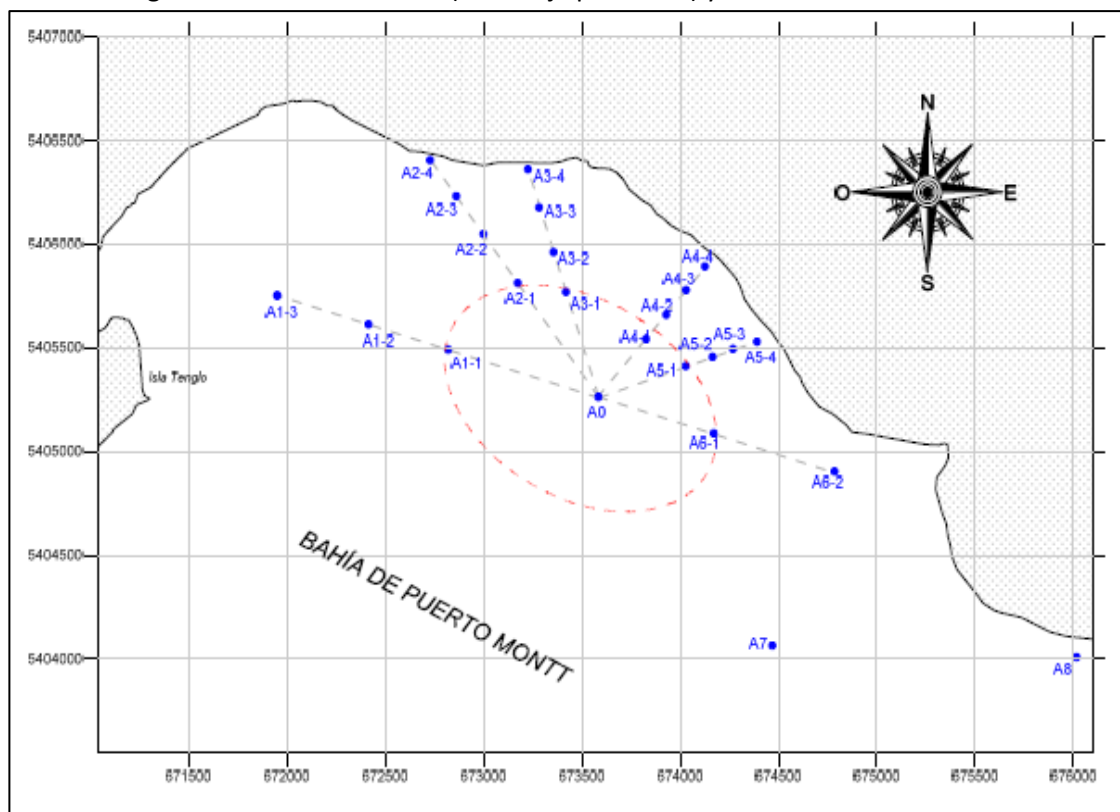 5407000
N
5406500
A2-4
A3-4
O
E
A2-3
A3-3
A2-2
S
5406000
A3-2
A4-4
A4-3
A2-1
A3-1
A4-2
A1-3
A1-2
A4-1
A5-2
A5-3
5405500
A1-1
A5-4
A5-1
Isla Tenglo
A0
A6-1
5405000
A6-2
5404500
BAHÍA DE PUERTO MONTT
A7
5404000
A8
671500 672000 672500 673000 673500 674000 674500 675000 675500 676000